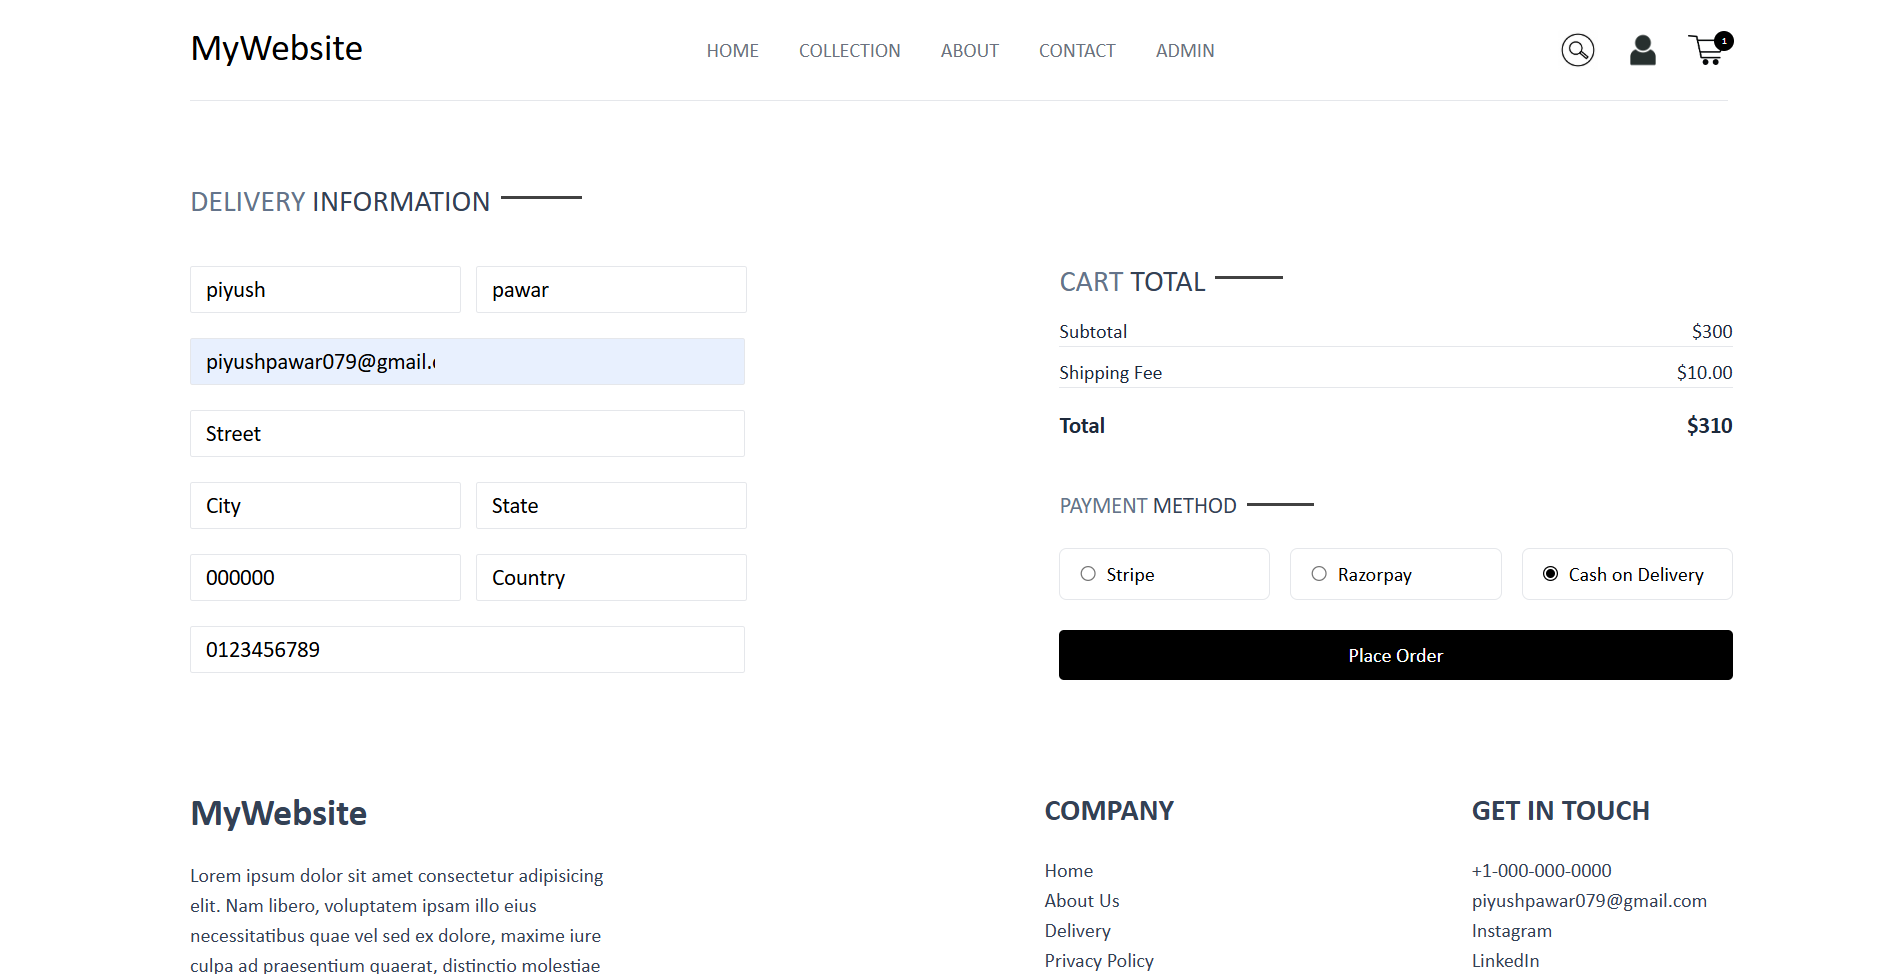 MyWebsite
HOME COLLECTION ABOUT CONTACT ADMIN
1
DELIVERY INFORMATION
piyush pawar
piyushpawar079@gmail.
Street
City State
000000 Country
0123456789
CART TOTAL
Subtotal $300
Shipping Fee $10.00
Total $310
PAYMENT METHOD
Stripe Razorpay Cash on Delivery
Place Order
MyWebsite
Lorem ipsum dolor sit amet consectetur adipisicing
elit. Nam libero, voluptatem ipsam illo eius
necessitatibus quae vel sed ex dolore, maxime iure
culpa ad praesentium quaerat, distinctio molestiae
COMPANY
Home
About Us
Delivery
Privacy Policy
GET IN TOUCH
+1-000-000-0000
piyushpawar079@gmail.com
Instagram
LinkedIn